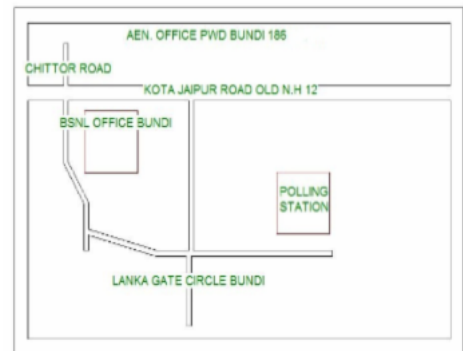 AEN. OFFICE PWD BUNDI 186
CHITTOR ROAD
KOTA JAIPUR ROAD OLD N.H 12
BSNL OFFICE BUNDI
POLLING
STATION
LANKA GATE CIRCLE BUNDI